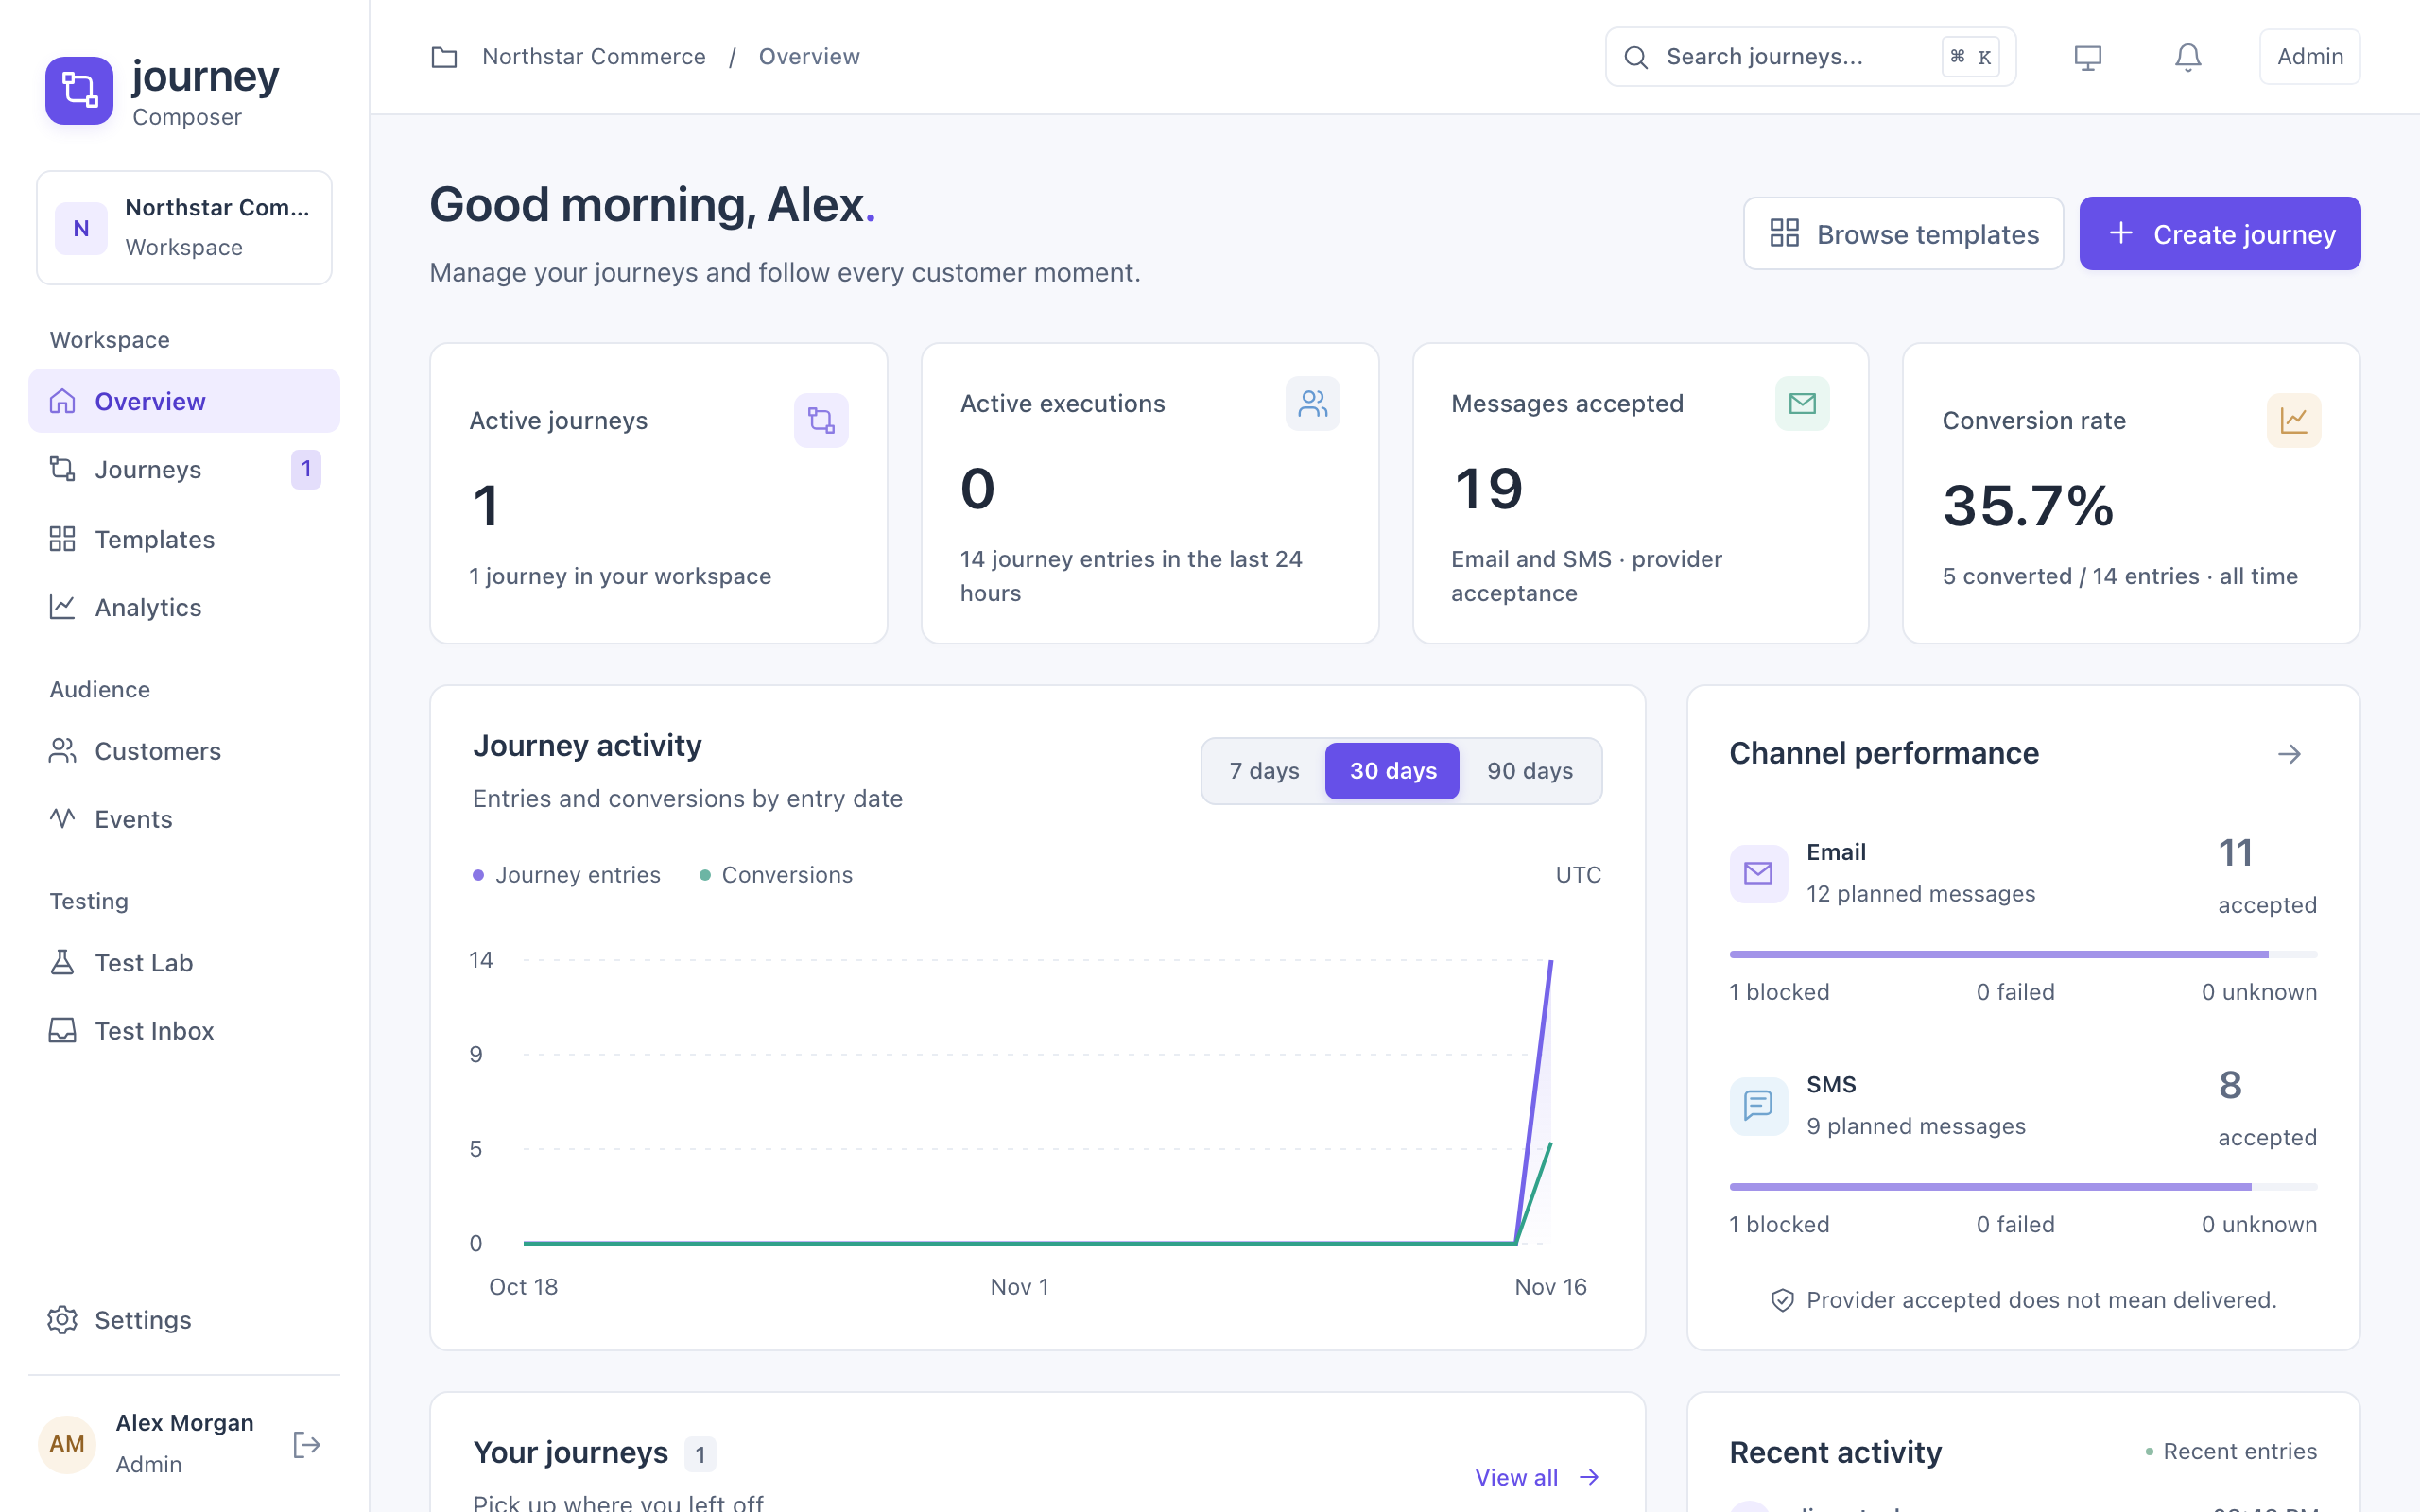 journey
Composer
N
Northstar Com...
Workspace
Workspace
Overview
Journeys 1
Templates
Analytics
Audience
Customers
Events
Testing
Test Lab
Test Inbox
Settings
AM
Alex Morgan
Admin
Northstar Commerce / Overview
Search journeys... ⌘ K
Admin
Good morning, Alex.
Manage your journeys and follow every customer moment.
Browse templates
Create journey
Active journeys
1
1 journey in your workspace
Active executions
0
14 journey entries in the last 24
hours
Messages accepted
19
Email and SMS · provider
acceptance
Conversion rate
35.7%
5 converted / 14 entries · all time
Journey activity
Entries and conversions by entry date
7 days 30 days 90 days
Journey entries Conversions UTC
14
9
5
0
Oct 18 Nov 1 Nov 16
Channel performance
Email
12 planned messages
11
accepted
1 blocked 0 failed 0 unknown
SMS
9 planned messages
8
accepted
1 blocked 0 failed 0 unknown
Provider accepted does not mean delivered.
Your journeys 1
Pick up where you left off
View all
Recent activity
Recent entries